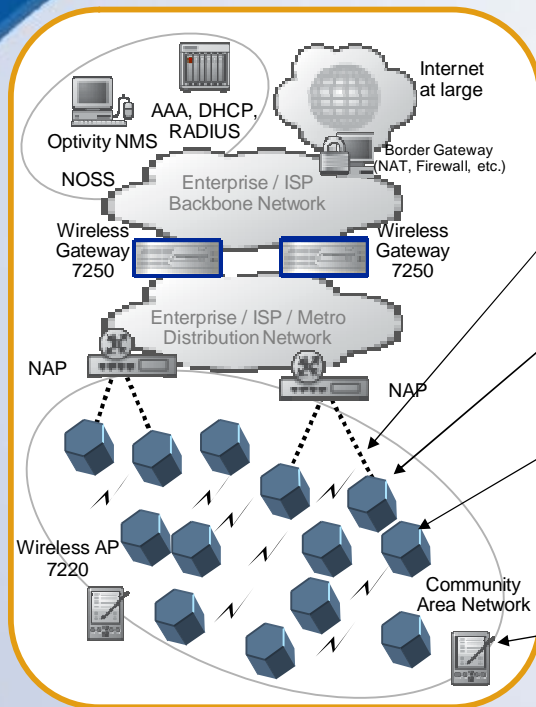 Internet
at large
AAA, DHCP,
RADIUS
Optivity NMS
NOSS
Border Gateway
(NAT, Firewall, etc.)
Enterprise / ISP
Backbone Network
Wireless
Gateway
7250
Wireless
Gateway
7250
Enterprise / ISP / Metro
Distribution Network
NAP
NAP
Wireless AP
7220
Community
Area Network